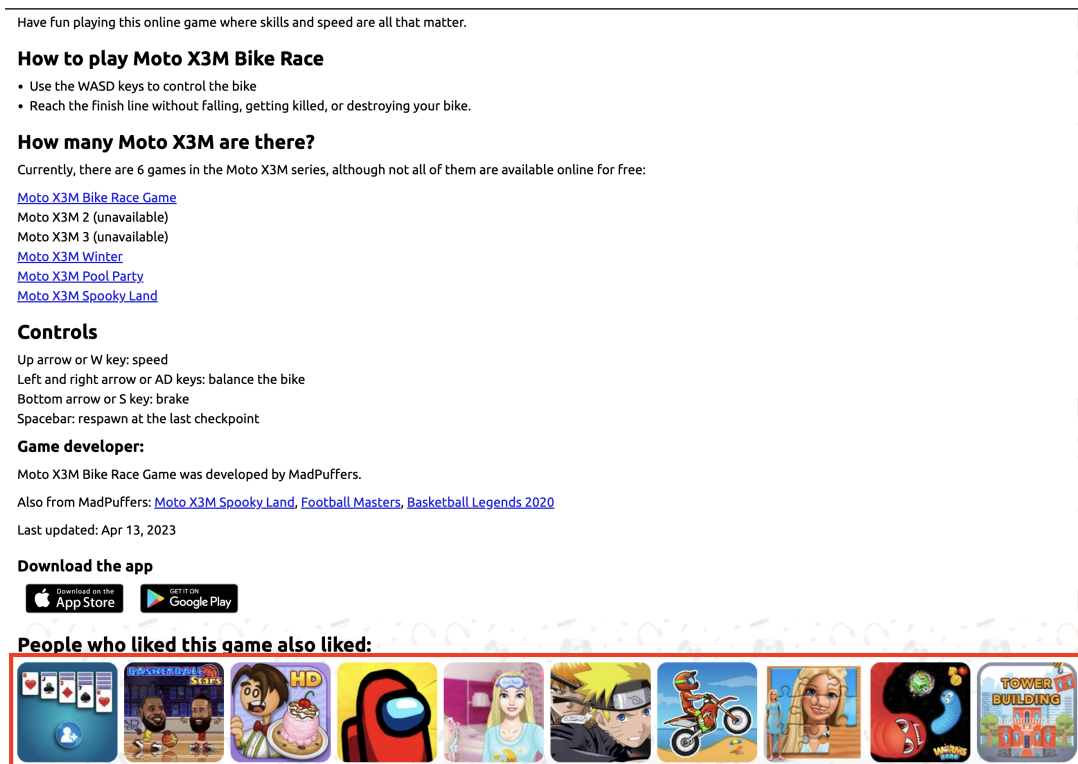 Have fun playing this online game where skills and speed are all that matter.
How to play Moto X3M Bike Race
• Use the WASD keys to control the bike
• Reach the finish line without falling, getting killed, or destroying your bike.
How many Moto X3M are there?
Currently, there are 6 games in the Moto X3M series, although not all of them are available online for free:
Moto X3M Bike Race Game
Moto X3M 2 (unavailable)
Moto X3M 3 (unavailable)
Moto X3M Winter
Moto X3M Pool Party
Moto X3M Spooky Land
Controls
Up arrow or W key: speed
Left and right arrow or AD keys: balance the bike
Bottom arrow or S key: brake
Spacebar: respawn at the last checkpoint
Game developer:
Moto X3M Bike Race Game was developed by MadPuffers.
Also from MadPuffers: Moto X3M Spooky Land, Football Masters, Basketball Legends 2020
Last updated: Apr 13, 2023
Download the app
Download on the
App Store
GET IT ON
Google Play
People who liked this game also liked:
BASKETBALL
Stars
HD
WORMS
ZONE
TOWER
BUILDING